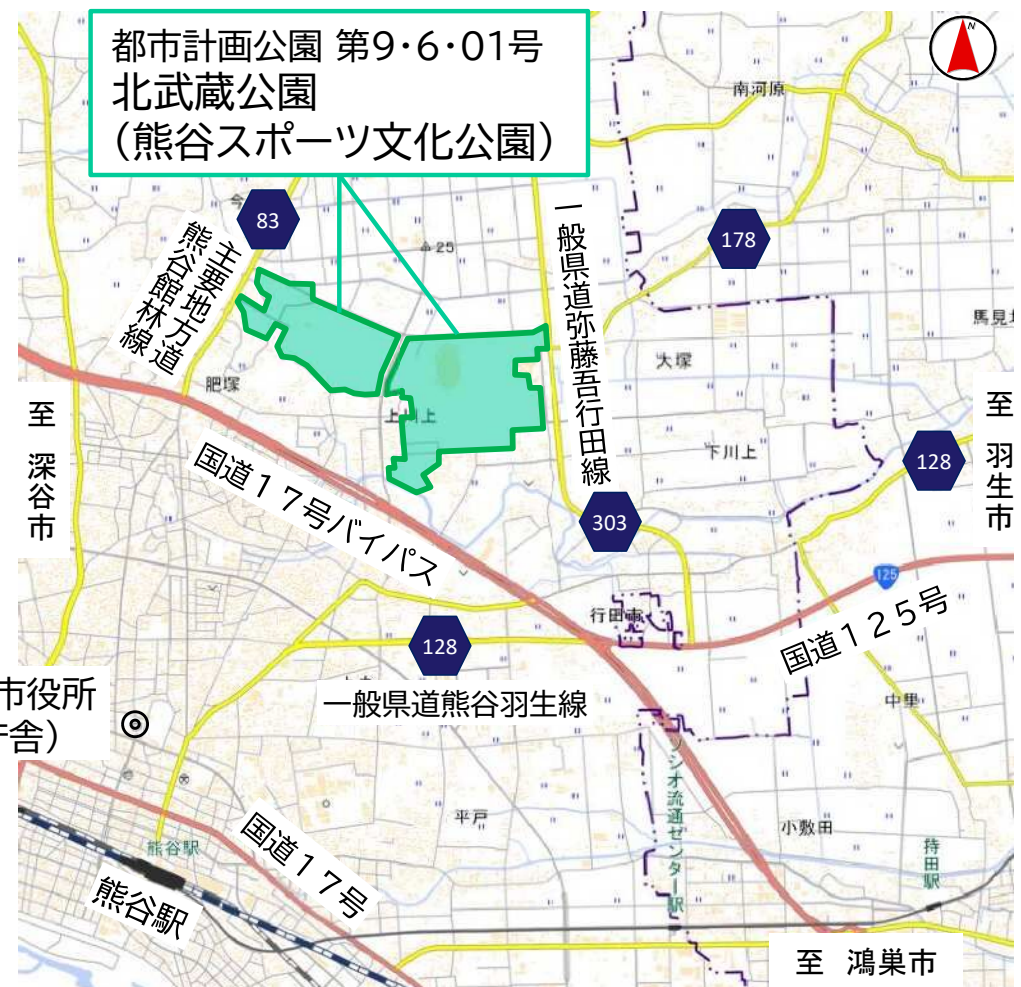 都市計画公園 第9・6・01号
北武蔵公園
(熊谷スポーツ文化公園)
N
南河原
今
83
主要地方道
熊谷館林線
25
一般県道弥藤吾行田線
178
馬見
大塚
肥塚
上川上
下川上
至 深谷市
国道17号バイパス
303
128
至 羽生市
125
国道125号
行田市
128
一般県道熊谷羽生線
中里
市役所
舎)
平戸
ソシオ流通センター駅
小敷田
持田駅
国道17号
熊谷駅
熊谷駅
至 鴻巣市